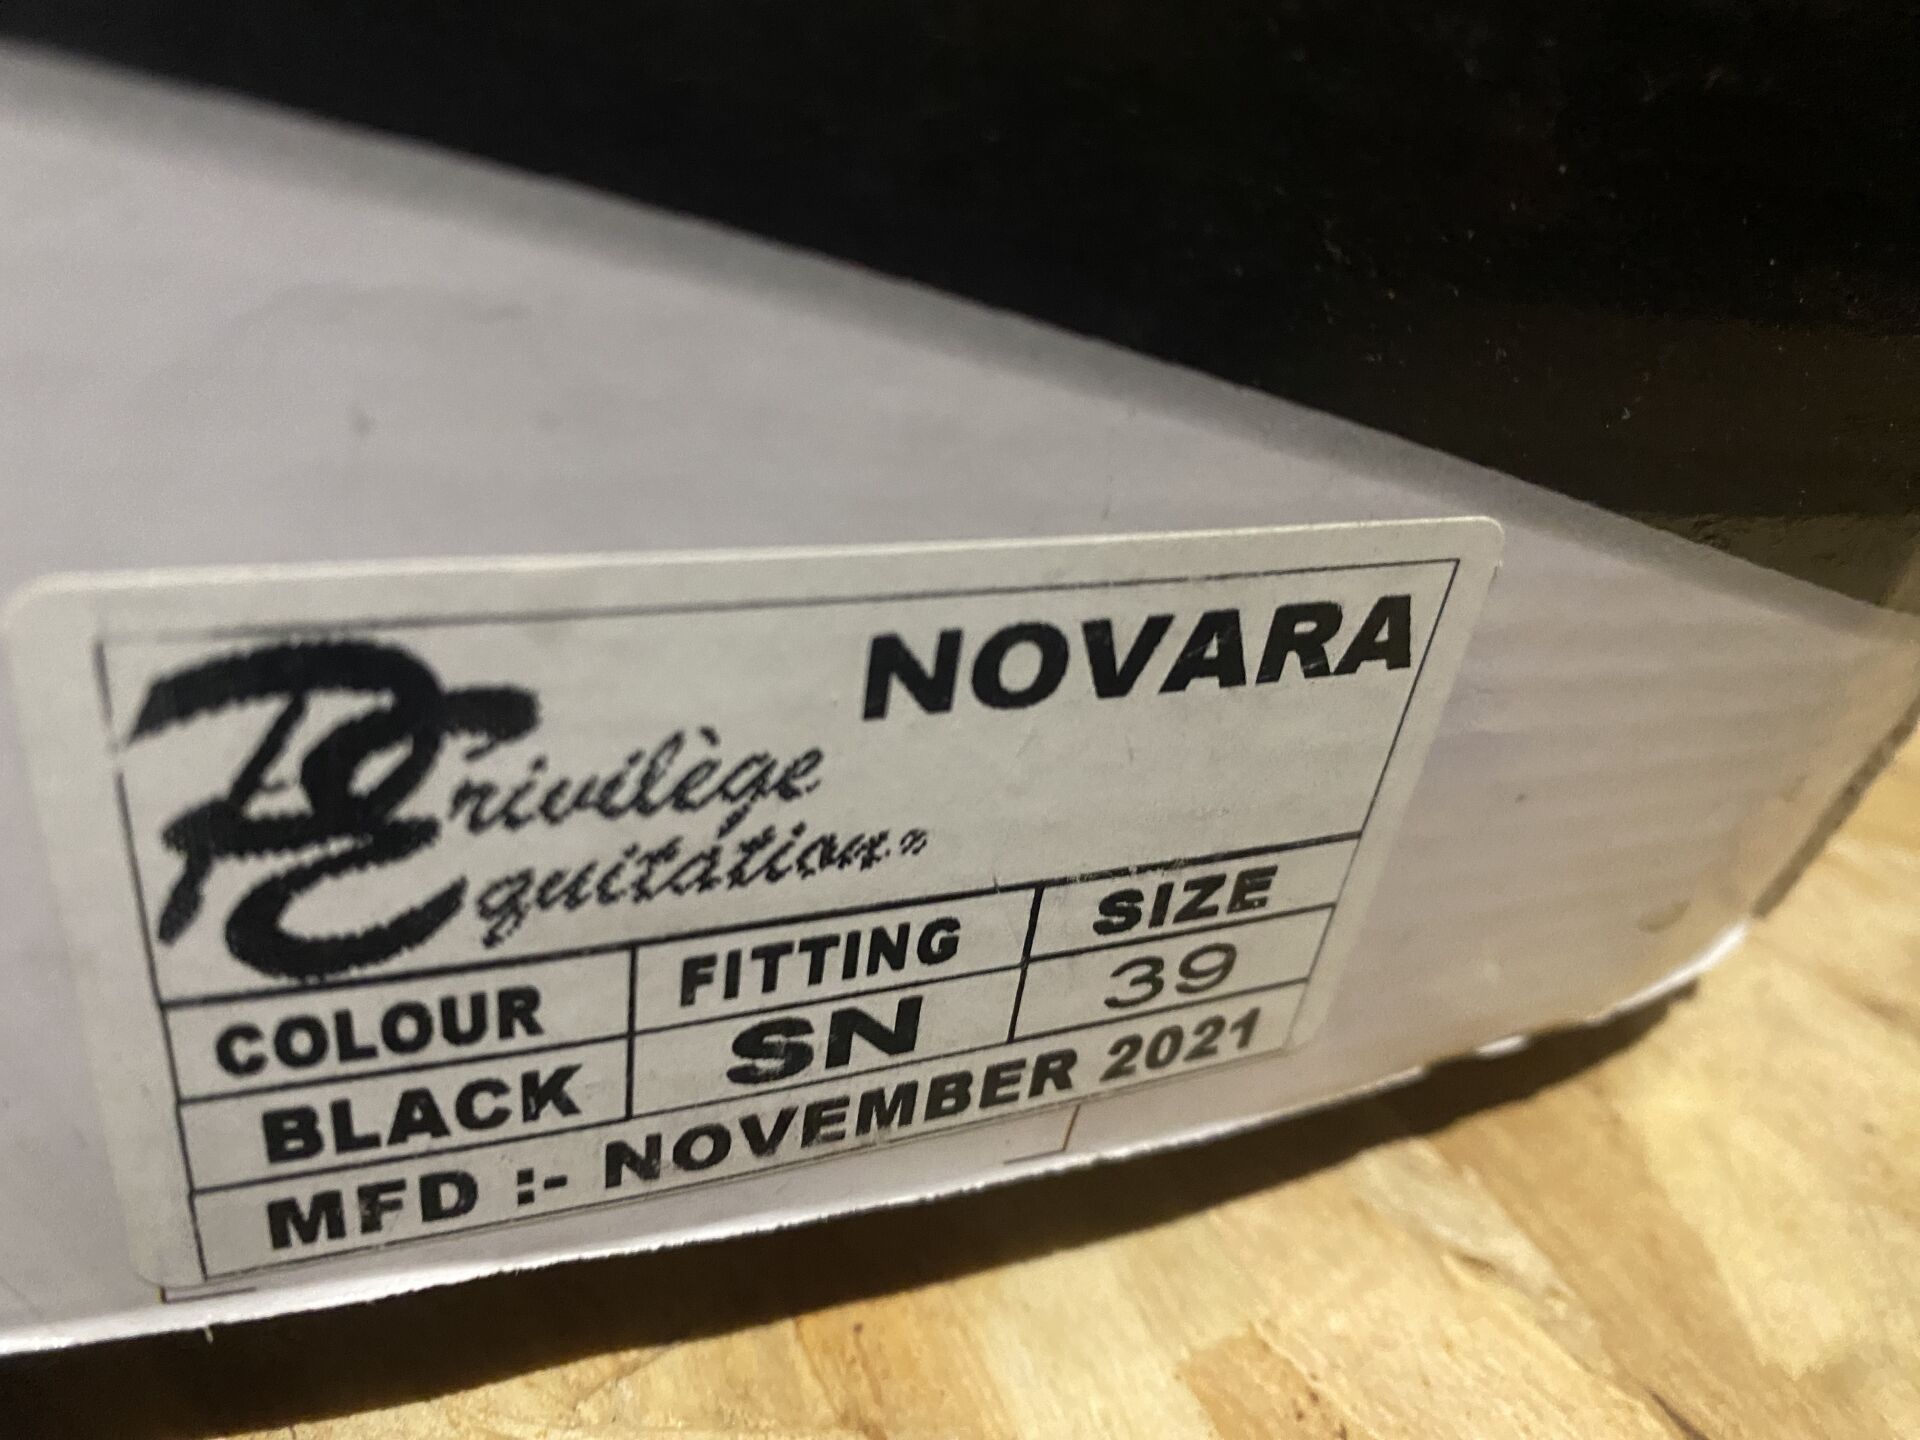 NOVARA
Privilège
Equitation
COLOUR FITTING SIZE
BLACK SN 39
MFD :- NOVEMBER 2021